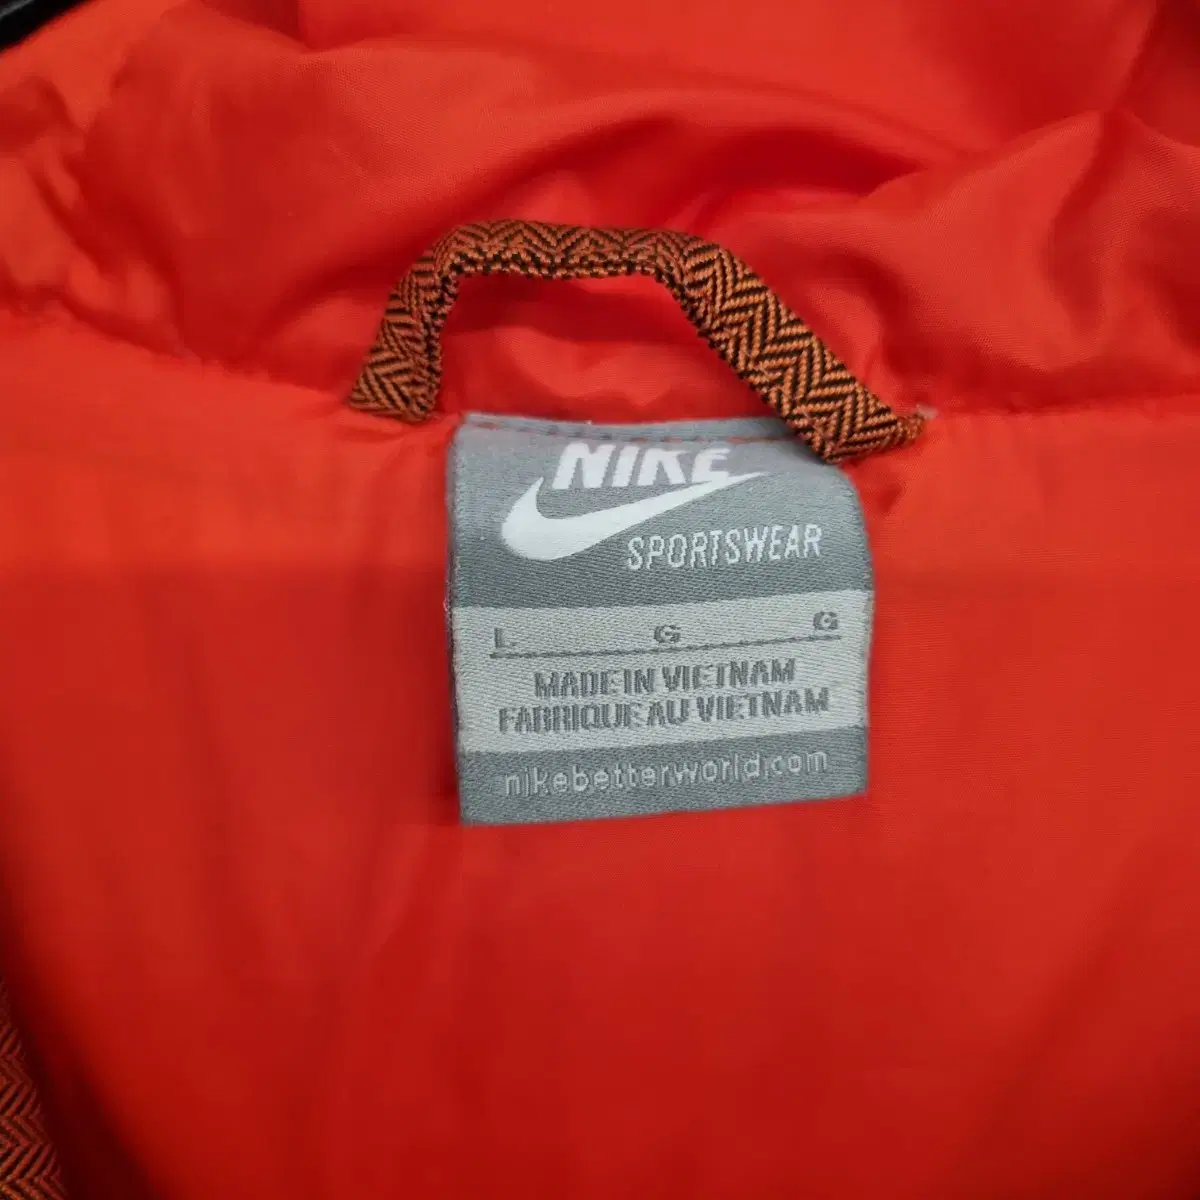 NIKE
SPORTSWEAR
L G G
MADE IN VIETNAM
FABRIQUE AU VIETNAM
nikebetterworld.com